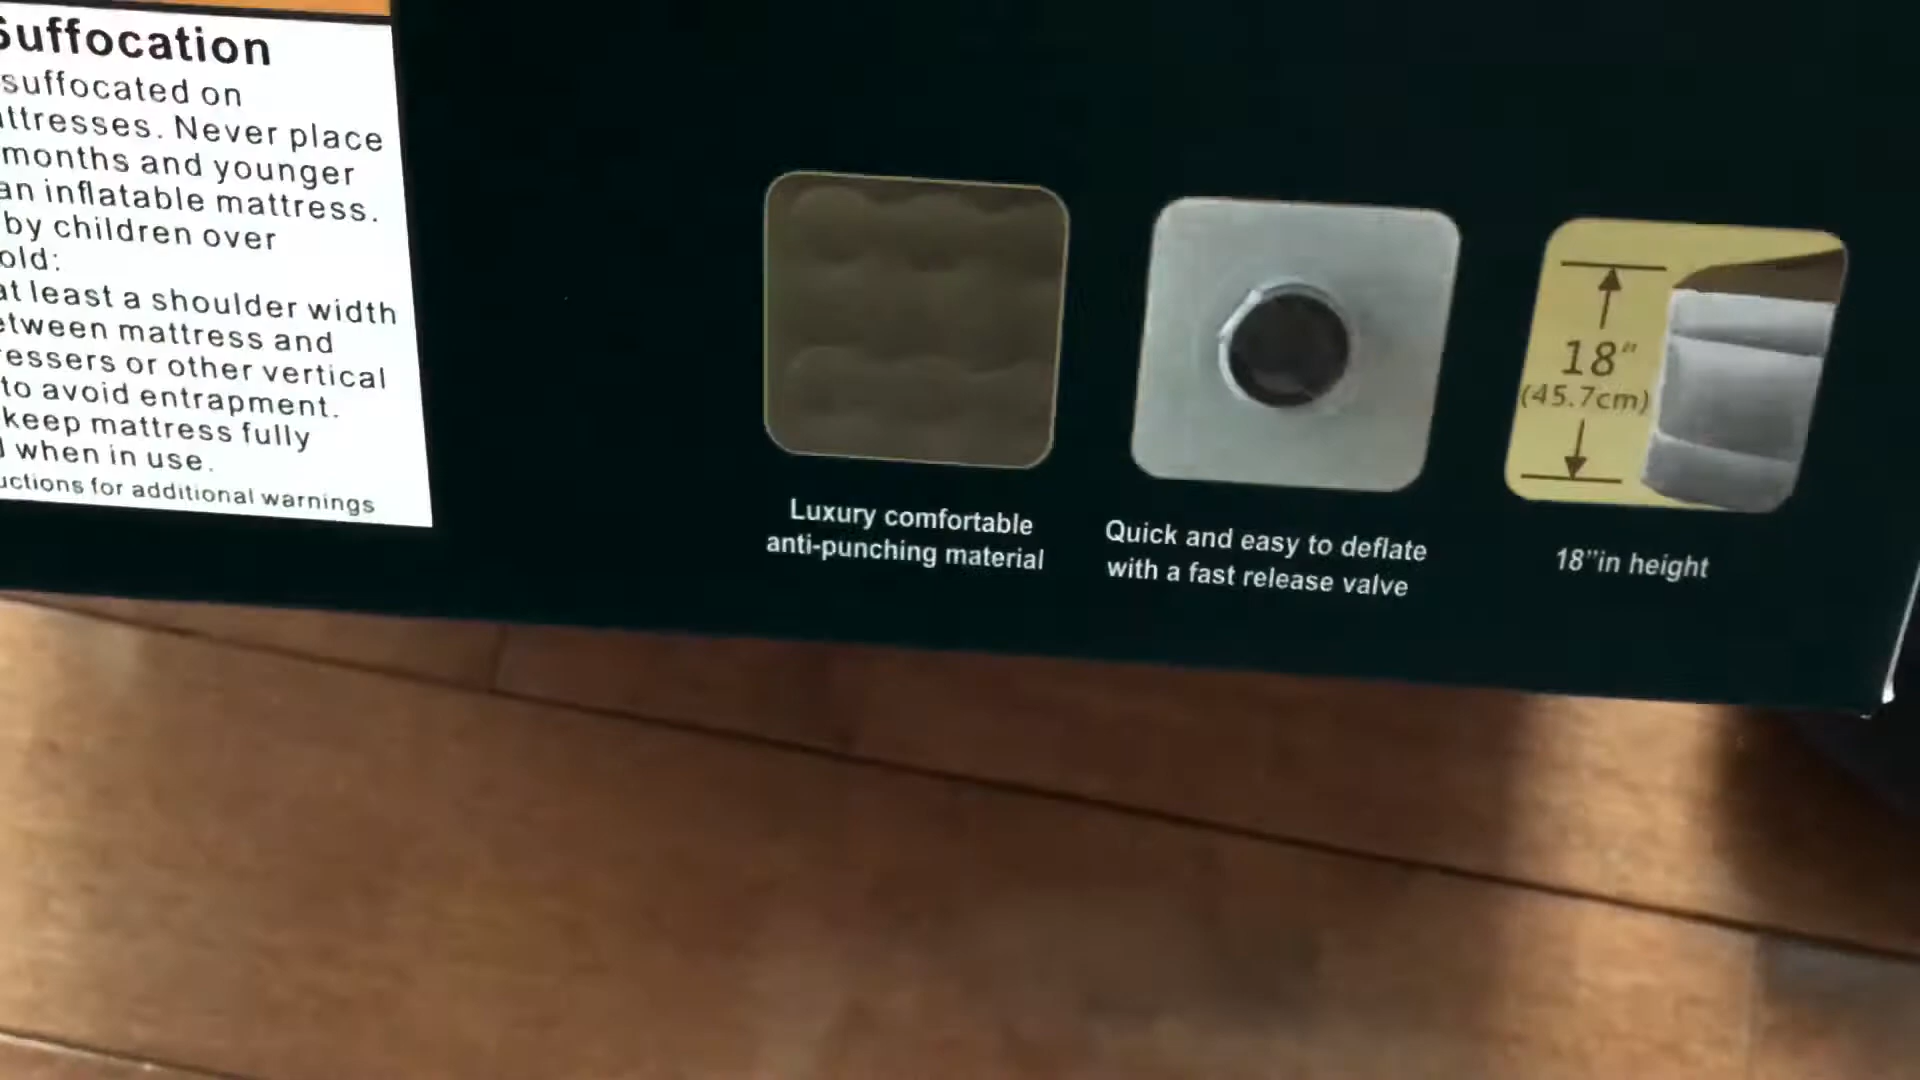 Suffocation
suffocated on
ttresses. Never place
months and younger
an inflatable mattress.
by children over
old:
at least a shoulder width
etween mattress and
essers or other vertical
to avoid entrapment.
keep mattress fully
when in use.
uctions for additional warnings
Luxury comfortable
anti-punching material
Quick and easy to deflate
with a fast release valve
18"
(45.7cm)
18"in height